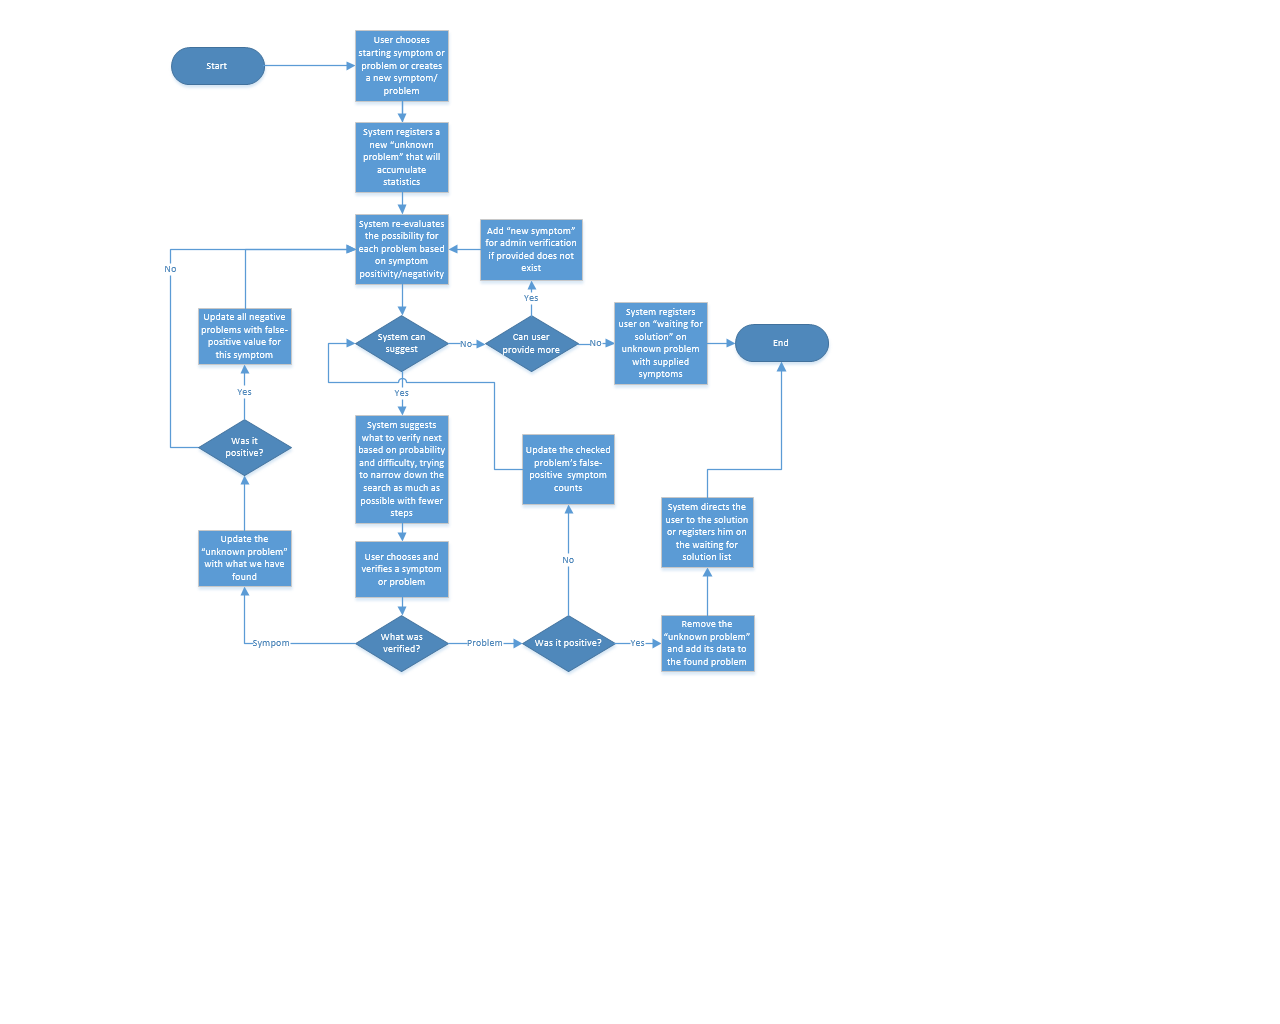 Start
User chooses
starting symptom or
problem or creates
a new symptom/
problem
System registers a
new “unknown
problem” that will
accumulate
statistics
System re-evaluates
the possibility for
each problem based
on symptom
positivity/negativity
Add “new symptom”
for admin verification
if provided does not
exist
No
Yes
Update all negative
problems with false-
positive value for
this symptom
System can
suggest
No
Can user
provide more
No
System registers
user on “waiting for
solution” on
unknown problem
with supplied
symptoms
End
Yes
Yes
Was it
positive?
System suggests
what to verify next
based on probability
and difficulty, trying
to narrow down the
search as much as
possible with fewer
steps
Update the checked
problem’s false-
positive symptom
counts
System directs the
user to the solution
or registers him on
the waiting for
solution list
Update the
“unknown problem”
with what we have
found
User chooses and
verifies a symptom
or problem
No
Sympom
What was
verified?
Problem
Was it positive?
Yes
Remove the
“unknown problem”
and add its data to
the found problem